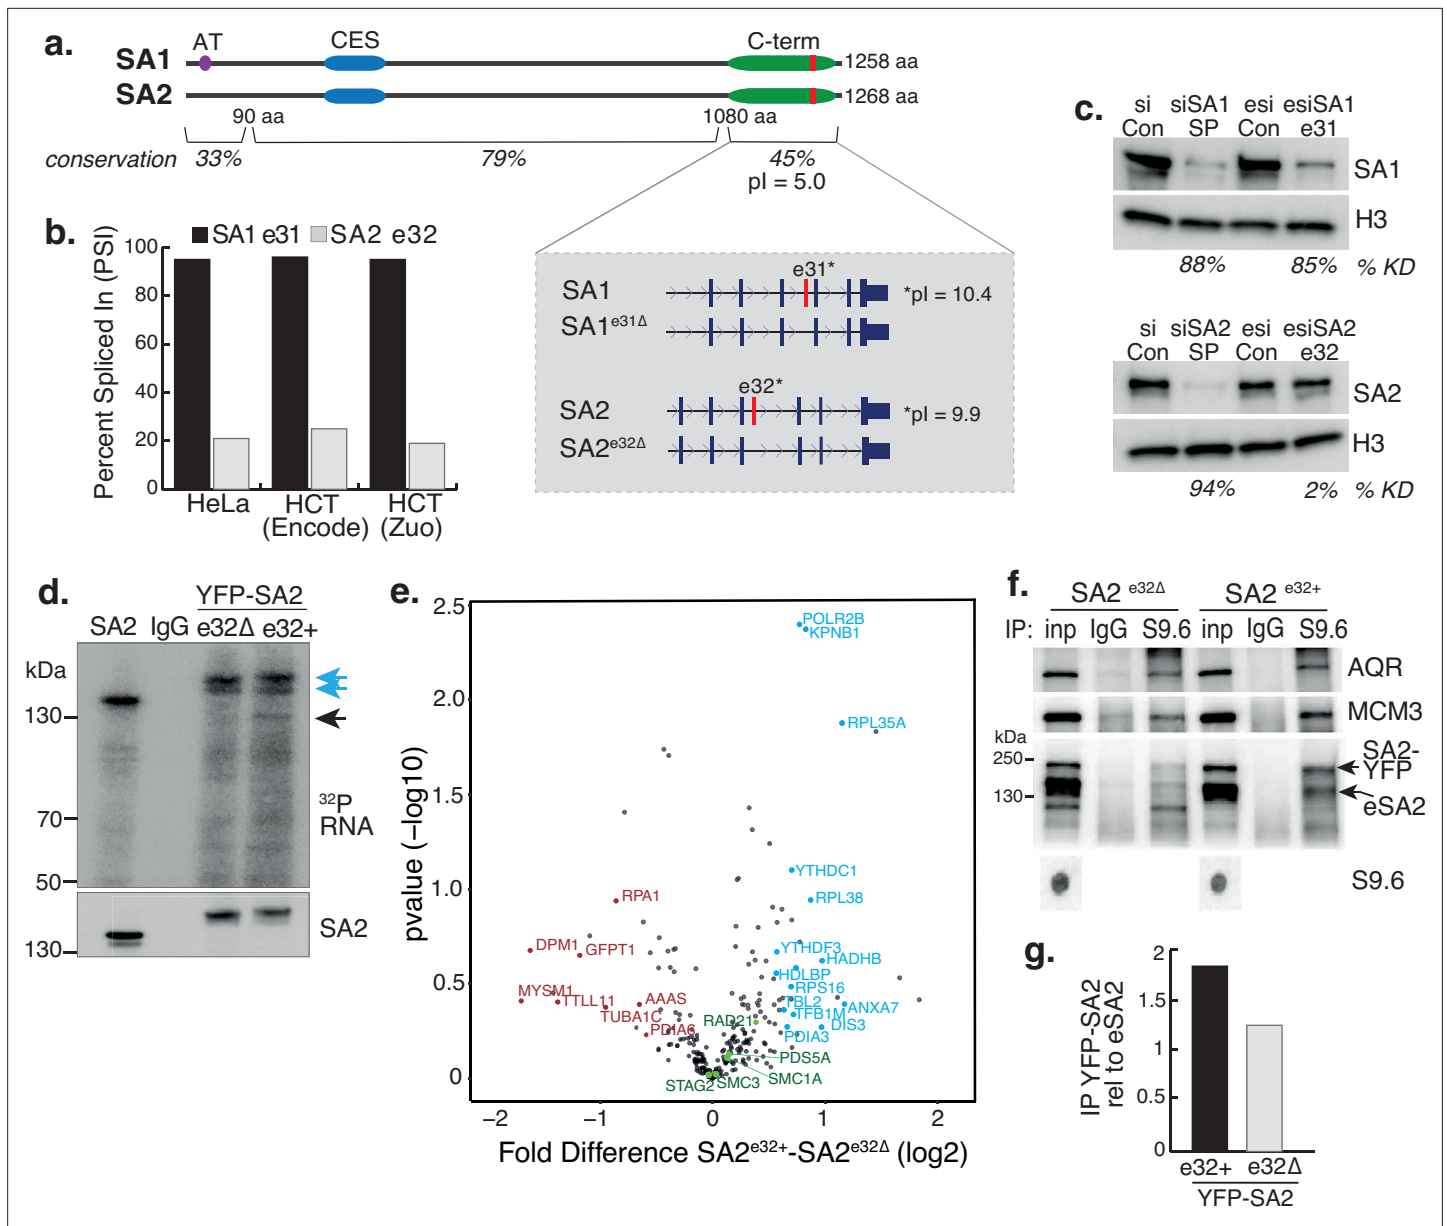 a.
AT
CES
C-term
SA1
1258 aa
SA2
1268 aa
90 aa
1080 aa
conservation
33%
79%
45%
pI = 5.0
e31*
SA1
*pI = 10.4
SA1e31Δ
e32*
SA2
*pI = 9.9
SA2e32Δ
b.
SA1 e31
SA2 e32
Percent Spliced In (PSI)
100
80
60
40
20
0
HeLa
HCT
(Encode)
HCT
(Zuo)
c.
si
Con
siSA1
SP
esi
Con
esiSA1
e31
SA1
H3
88%
85%
% KD
si
Con
siSA2
SP
esi
Con
esiSA2
e32
SA2
H3
94%
2%
% KD
d.
YFP-SA2
SA2
IgG
e32Δ
e32+
kDa
130
70
50
32P
RNA
SA2
130
e.
pvalue (−log10)
2.5
2.0
1.5
1.0
0.5
0
POLR2B
KPNB1
RPL35A
YTHDC1
RPL38
RPA1
DPM1
GFPT1
YTHDF3
HADHB
HDLBP
RPS16
MYSM1
TTLL11
AAAS
TBL2
ANXA7
TUBA1C
RAD21
TFB1M
DIS3
PDIA6
PDIA3
PDS5A
STAG2
SMC3
SMC1A
−2
−1
0
1
2
Fold Difference SA2e32+-SA2e32Δ (log2)
f.
SA2 e32Δ
SA2 e32+
IP:
inp
IgG
S9.6
inp
IgG
S9.6
AQR
MCM3
kDa
250
130
SA2-
YFP
eSA2
S9.6
g.
IP YFP-SA2
rel to eSA2
2
1.5
1
0.5
0
e32+
e32Δ
YFP-SA2